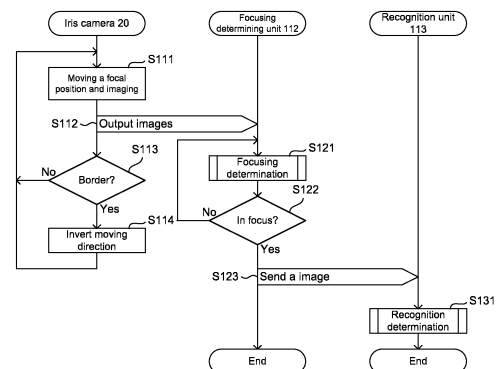 Iris camera 20
Focusing
determining unit 112
Recognition unit
113
S111
Moving a focal
position and imaging
S112
Output images
S113
Border?
No
Yes
S114
Invert moving
direction
S121
Focusing
determination
S122
In focus?
No
Yes
S123
Send a image
S131
Recognition
determination
End
End